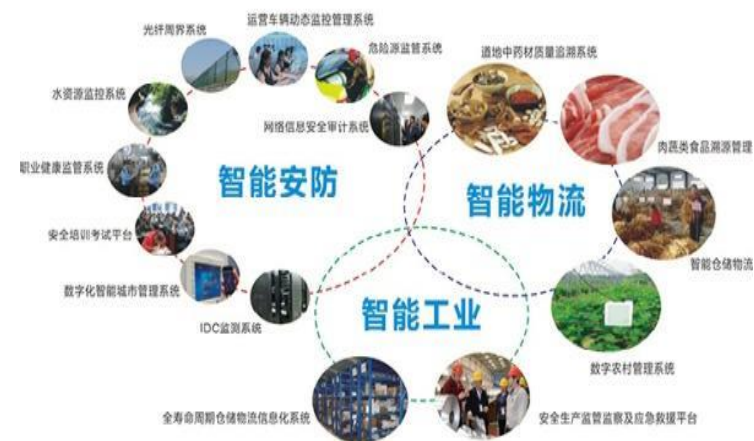 运营车辆动态监控管理系统
光纤周界系统
危险源监管系统
道地中药材质量追溯系统
水资源监控系统
网络信息安全审计系统
肉蔬类食品溯源管理
职业健康监管系统
智能安防
智能物流
安全培训考试平台
智能仓储物流
数字化智能城市管理系统
智能工业
IDC监测系统
数字农村管理系统
全寿命周期仓储物流信息化系统
安全生产监管监察及应急救援平台